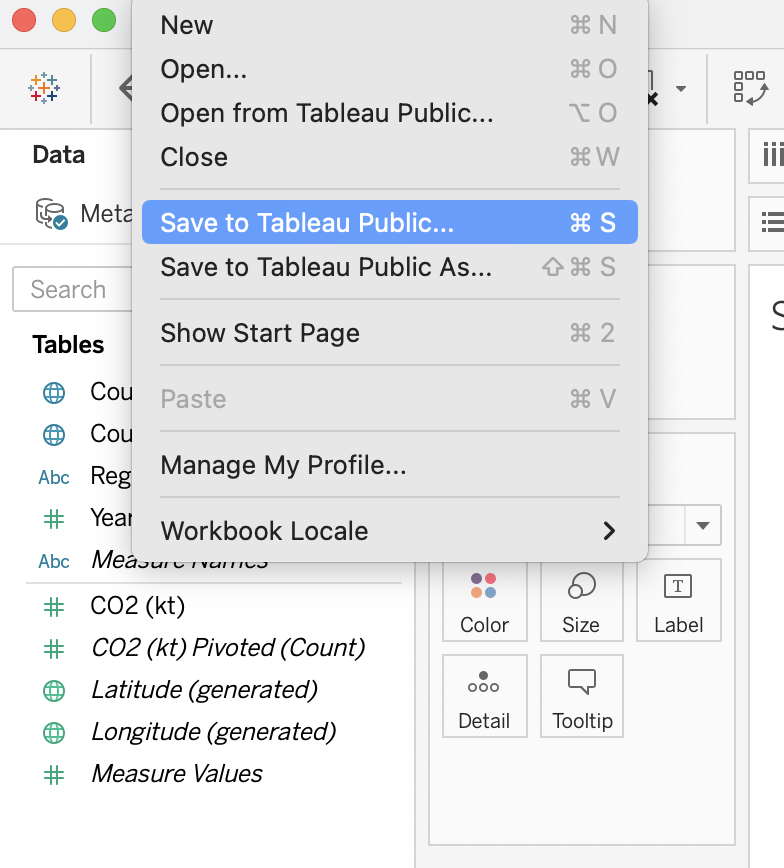 New ⌘ N
Open... ⌘ O
Open from Tableau Public... ⌥ O
Close ⌘ W
Save to Tableau Public... ⌘ S
Save to Tableau Public As... ⇧ ⌘ S
Show Start Page ⌘ 2
Paste ⌘ V
Manage My Profile...
Workbook Locale
Data
Meta
Search
Tables
Cou
Cou
Abc Reg
Year
Abc Measure Names
CO2 (kt)
CO2 (kt) Pivoted (Count)
Latitude (generated)
Longitude (generated)
Measure Values
Color Size T Label
Detail Tooltip
S